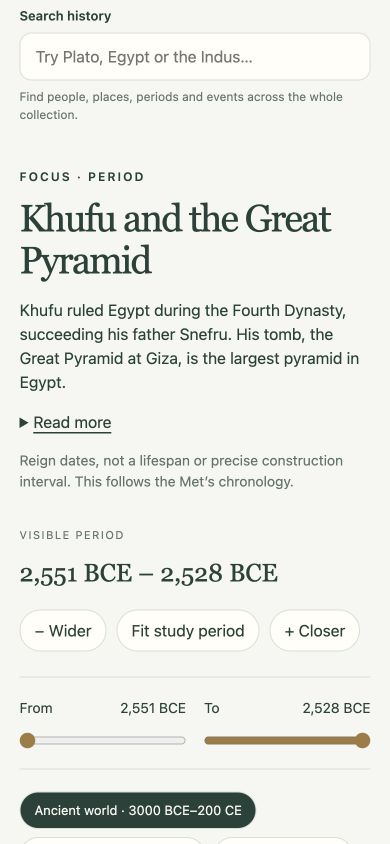 Search history
Try Plato, Egypt or the Indus...
Find people, places, periods and events across the whole
collection.
FOCUS · PERIOD
Khufu and the Great
Pyramid
Khufu ruled Egypt during the Fourth Dynasty,
succeeding his father Snefru. His tomb, the
Great Pyramid at Giza, is the largest pyramid in
Egypt.
Read more
Reign dates, not a lifespan or precise construction
interval. This follows the Met’s chronology.
VISIBLE PERIOD
2,551 BCE – 2,528 BCE
− Wider
Fit study period
+ Closer
From 2,551 BCE To 2,528 BCE
Ancient world · 3000 BCE–200 CE